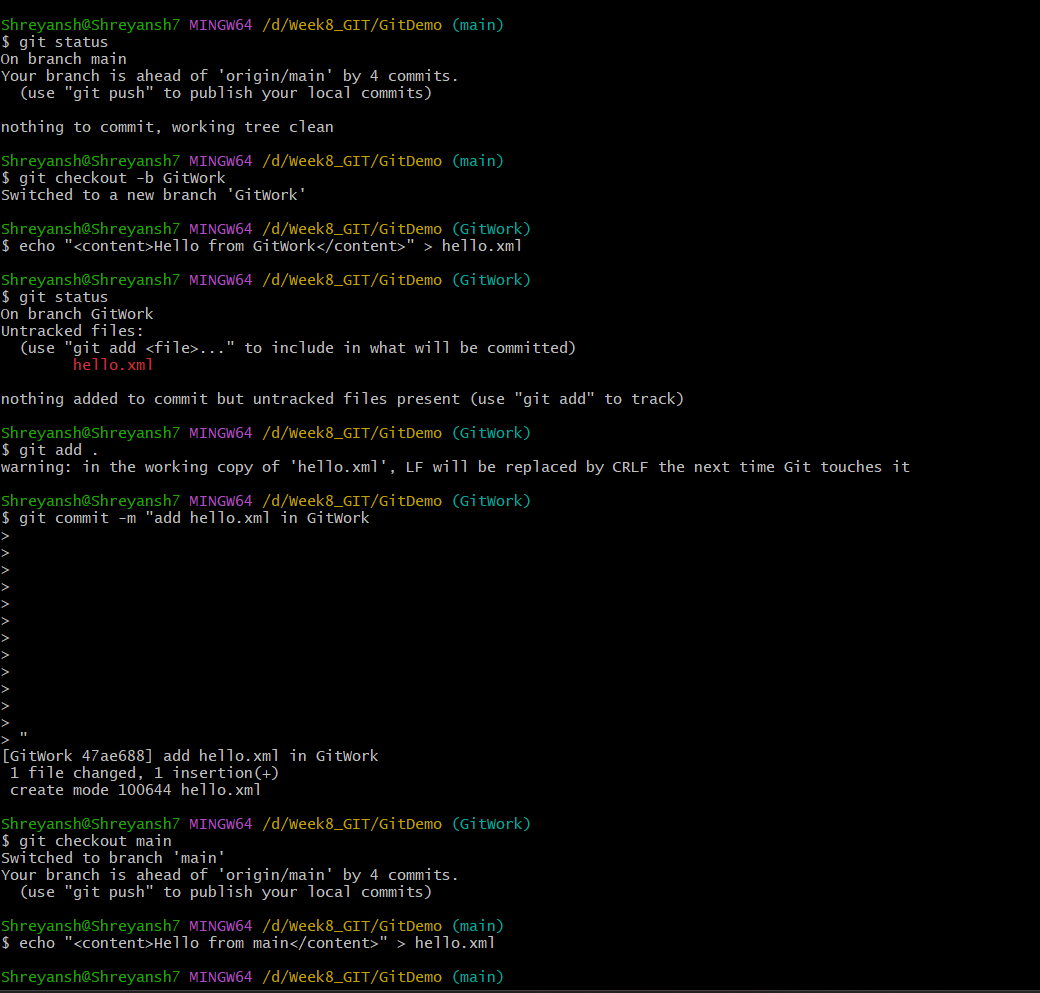 Shreyansh@Shreyansh7 MINGW64 /d/Week8_GIT/GitDemo (main)
$ git status
On branch main
Your branch is ahead of 'origin/main' by 4 commits.
  (use "git push" to publish your local commits)

nothing to commit, working tree clean

Shreyansh@Shreyansh7 MINGW64 /d/Week8_GIT/GitDemo (main)
$ git checkout -b GitWork
Switched to a new branch 'GitWork'

Shreyansh@Shreyansh7 MINGW64 /d/Week8_GIT/GitDemo (GitWork)
$ echo "<content>Hello from GitWork</content>" > hello.xml

Shreyansh@Shreyansh7 MINGW64 /d/Week8_GIT/GitDemo (GitWork)
$ git status
On branch GitWork
Untracked files:
  (use "git add <file>..." to include in what will be committed)
        hello.xml

nothing added to commit but untracked files present (use "git add" to track)

Shreyansh@Shreyansh7 MINGW64 /d/Week8_GIT/GitDemo (GitWork)
$ git add .
warning: in the working copy of 'hello.xml', LF will be replaced by CRLF the next time Git touches it

Shreyansh@Shreyansh7 MINGW64 /d/Week8_GIT/GitDemo (GitWork)
$ git commit -m "add hello.xml in GitWork
>
>
>
>
>
>
>
>
>
>
>
>
> "
[GitWork 47ae688] add hello.xml in GitWork
 1 file changed, 1 insertion(+)
 create mode 100644 hello.xml

Shreyansh@Shreyansh7 MINGW64 /d/Week8_GIT/GitDemo (GitWork)
$ git checkout main
Switched to branch 'main'
Your branch is ahead of 'origin/main' by 4 commits.
  (use "git push" to publish your local commits)

Shreyansh@Shreyansh7 MINGW64 /d/Week8_GIT/GitDemo (main)
$ echo "<content>Hello from main</content>" > hello.xml

Shreyansh@Shreyansh7 MINGW64 /d/Week8_GIT/GitDemo (main)